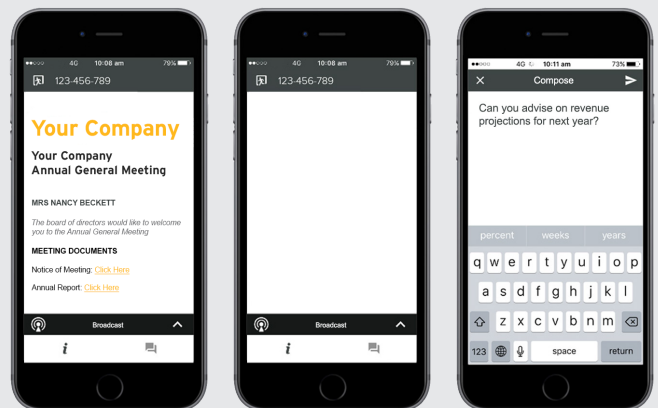 4G 10:08 am 79%
123-456-789
Your Company
Your Company
Annual General Meeting
MRS NANCY BECKETT
The board of directors would like to welcome
you to the Annual General Meeting
MEETING DOCUMENTS
Notice of Meeting: Click Here
Annual Report: Click Here
Broadcast
i
4G 10:08 am 79%
123-456-789
Broadcast
i
4G 10:11 am 73%
Compose
Can you advise on revenue
projections for next year?
percent weeks years
q w e r t y u i o p
a s d f g h j k l
z x c v b n m
123 space return